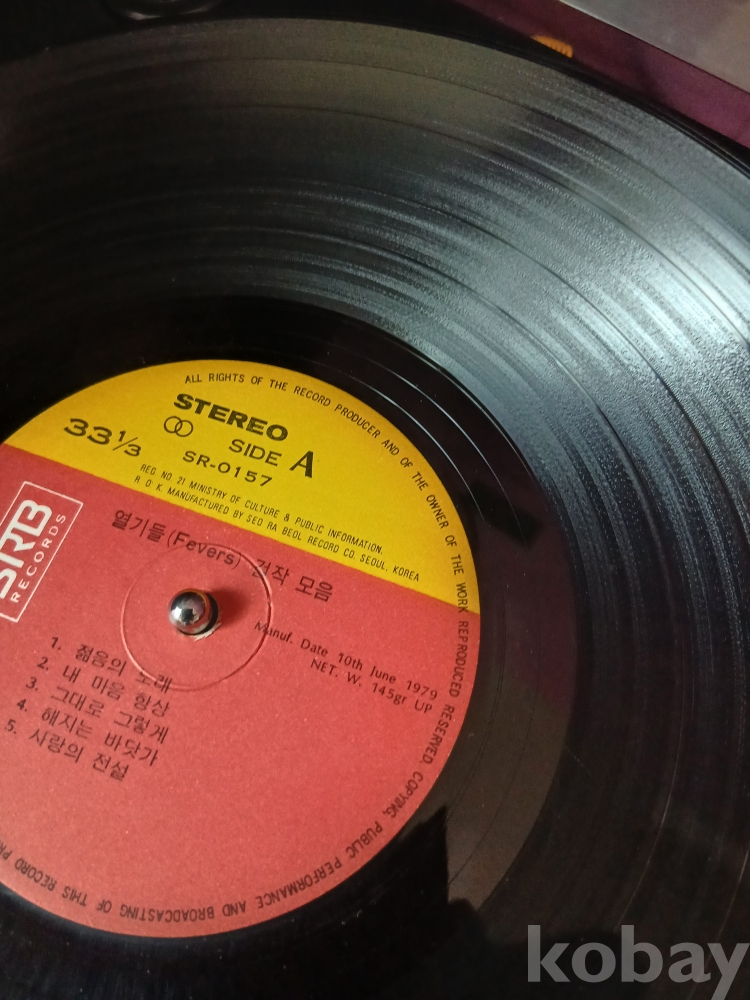 ALL RIGHTS OF THE RECORD PRODUCER AND OF THE OWNER OF THE WORK REPRODUCED RESERVED. COPYING, PUBLIC PERFORMANCE AND BROADCASTING OF THIS RECORD PR
STEREO
33 1/3
SIDE A
SR-0157
REG NO. 21 MINISTRY OF CULTURE & PUBLIC INFORMATION.
R O K. MANUFACTURED BY SEO RA BEOL RECORD CO. SEOUL, KOREA
SRB
RECORDS
열기들 (Fevers) 걸작 모음
Manuf. Date 10th June 1979
NET. W. 145gr UP
1. 젊음의 노래
2. 내 마음 항상
3. 그대로 그렇게
4. 해지는 바닷가
5. 사랑의 전설
kobay